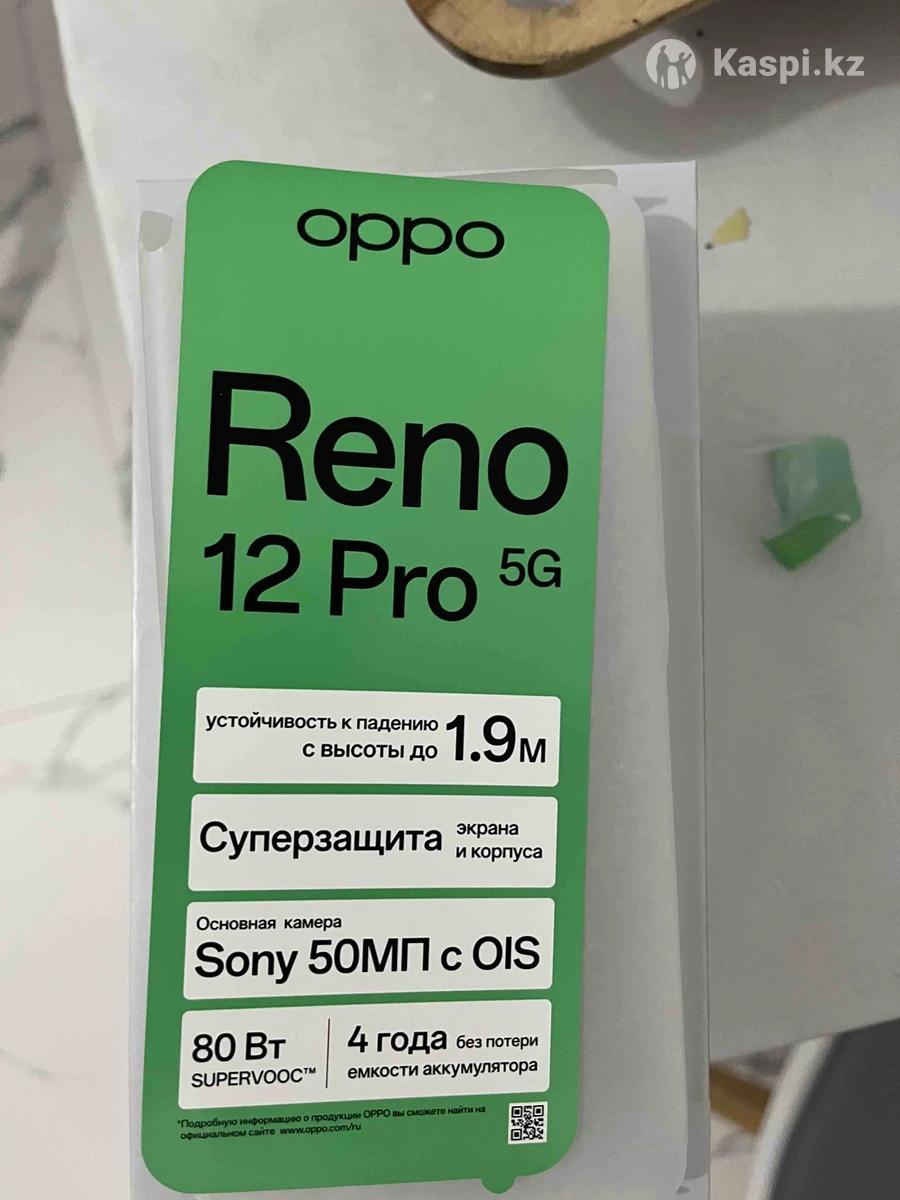 Kaspi.kz
oppo
Reno
12 Pro 5G
устойчивость к падению
с высоты до 1.9м
Суперзащита экрана
и корпуса
Основная камера
Sony 50МП с OIS
80 Вт
SUPERVOOC™
4 года без потери
емкости аккумулятора
*Подробную информацию о продукции OPPO вы сможете найти на
официальном сайте www.oppo.com/ru